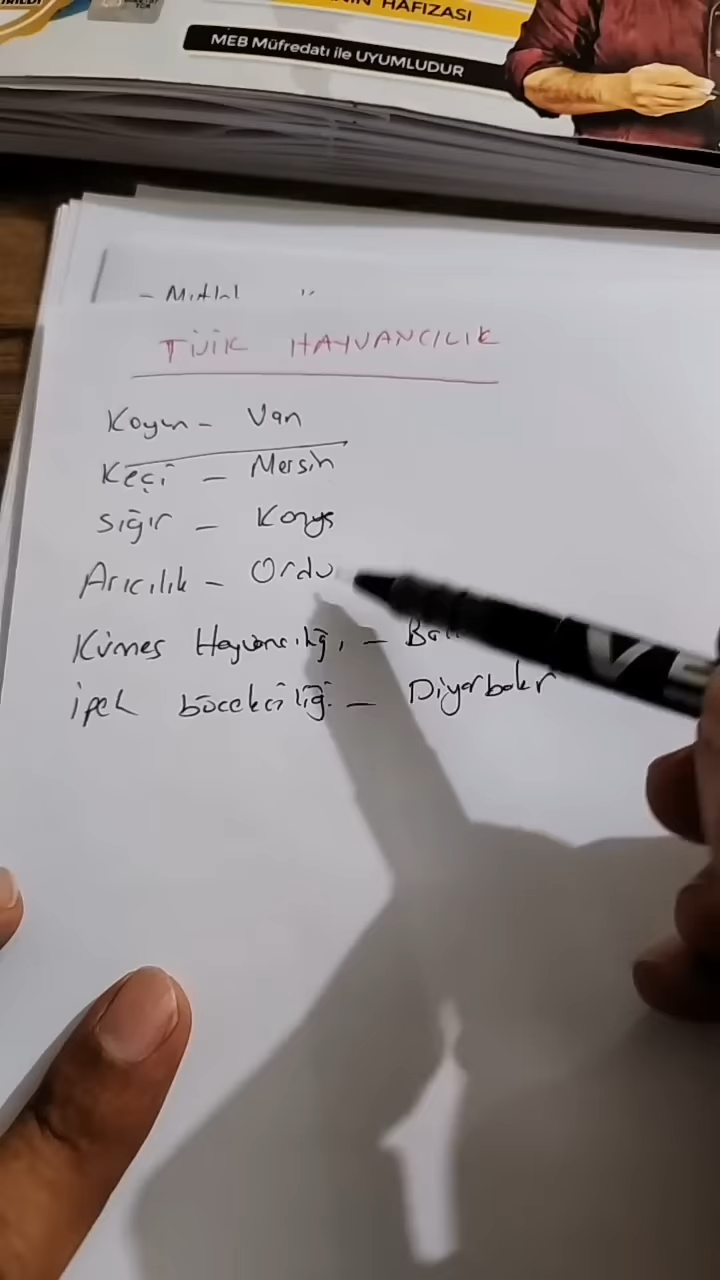 HAFIZASI
MEB Müfredatı ile UYUMLUDUR
TÜİK HAYVANCILIK
Koyun - Van
Keçi - Mersin
Sığır - Konya
Arıcılık - Ordu
Kümes Hayvancılığı -
İpek böcekçiliği - Diyarbakır